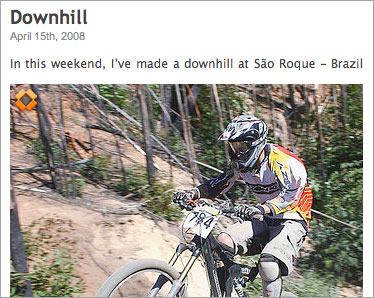 Downhill
April 15th, 2008
In this weekend, I've made a downhill at São Roque – Brazil